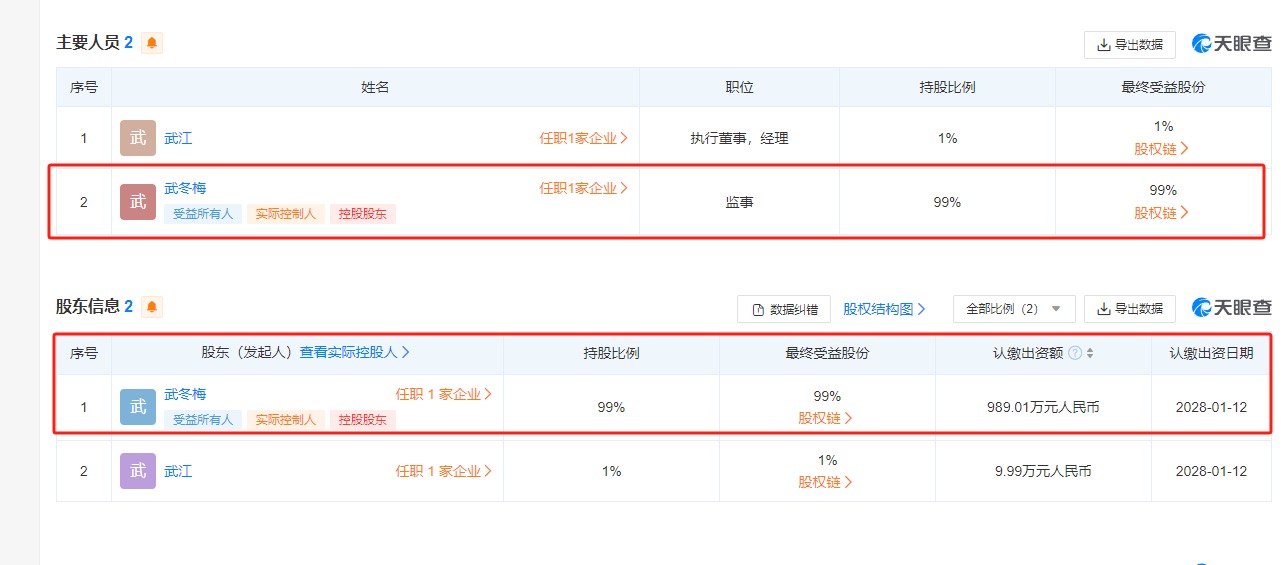 主要人员 2 导出数据 天眼查
序号 姓名 职位 持股比例 最终受益股份
1 武 武江 任职1家企业 执行董事，经理 1% 1%
股权链
2 武 武冬梅 任职1家企业 监事 99% 99%
受益所有人 实际控制人 控股股东 股权链
股东信息 2 数据纠错 股权结构图 全部比例（2） 导出数据 天眼查
序号 股东（发起人）查看实际控股人 持股比例 最终受益股份 认缴出资额 ? 认缴出资日期
1 武 武冬梅 任职 1 家企业 99% 99% 989.01万元人民币 2028-01-12
受益所有人 实际控制人 控股股东 股权链
2 武 武江 任职 1 家企业 1% 1% 9.99万元人民币 2028-01-12
股权链